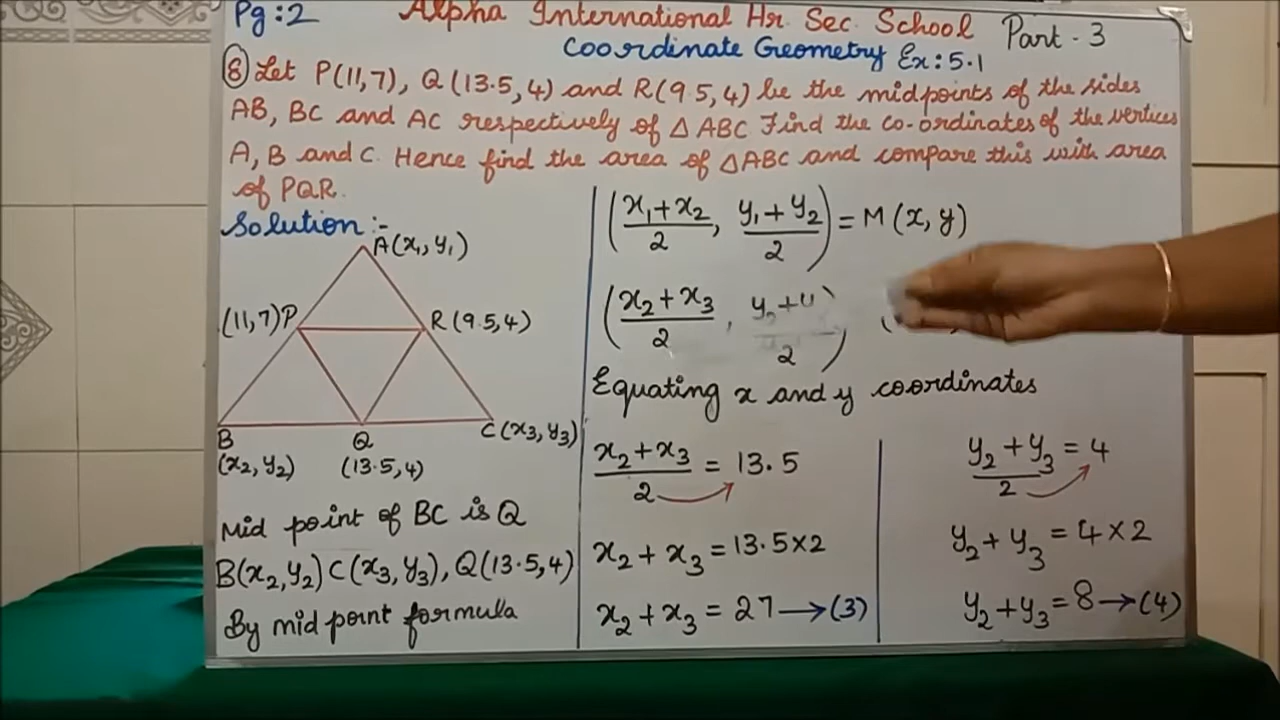 Pg:2 Alpha International Hr. Sec. School Part-3
Coordinate Geometry Ex:5.1
⑧ Let P(11,7), Q(13.5,4) and R(9.5,4) be the midpoints of the sides
AB, BC and AC respectively of △ ABC Find the co-ordinates of the vertices
A, B and C. Hence find the area of △ABC and compare this with area
of PQR.
Solution:-
A(x₁,y₁)
(11,7)P R(9.5,4)
B Q C(x₃,y₃)
(x₂,y₂) (13.5,4)
Mid point of BC is Q
B(x₂,y₂) C(x₃,y₃), Q(13.5,4)
By mid point formula
((x₁+x₂)/2, (y₁+y₂)/2) = M(x,y)
((x₂+x₃)/2,
Equating x and y coordinates
(x₂+x₃)/2 = 13.5
x₂+x₃ = 13.5×2
x₂+x₃ = 27→(3)
(y₂+y₃)/2 = 4
y₂+y₃ = 4×2
y₂+y₃ = 8→(4)